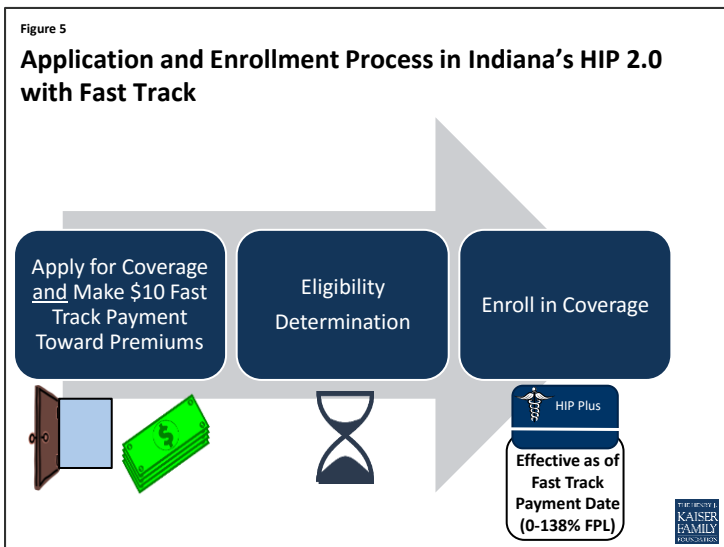 Figure 5
Application and Enrollment Process in Indiana's HIP 2.0
with Fast Track
Apply for Coverage
and Make $10 Fast
Track Payment
Toward Premiums
Eligibility
Determination
Enroll in Coverage
$
HIP Plus
Effective as of
Fast Track
Payment Date
(0-138% FPL)
THE HENRY J.
KAISER
FAMILY
FOUNDATION